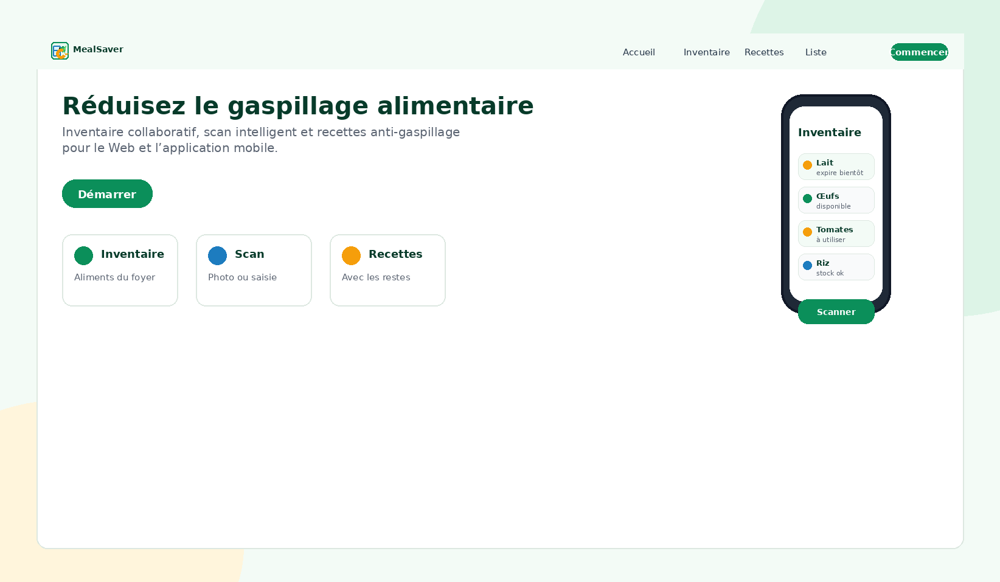 MealSaver
Accueil
Inventaire
Recettes
Liste
Commencer
Réduisez le gaspillage alimentaire
Inventaire collaboratif, scan intelligent et recettes anti-gaspillage
pour le Web et l’application mobile.
Démarrer
Inventaire
Aliments du foyer
Scan
Photo ou saisie
Recettes
Avec les restes
Inventaire
Lait
expire bientôt
Œufs
disponible
Tomates
à utiliser
Riz
stock ok
Scanner